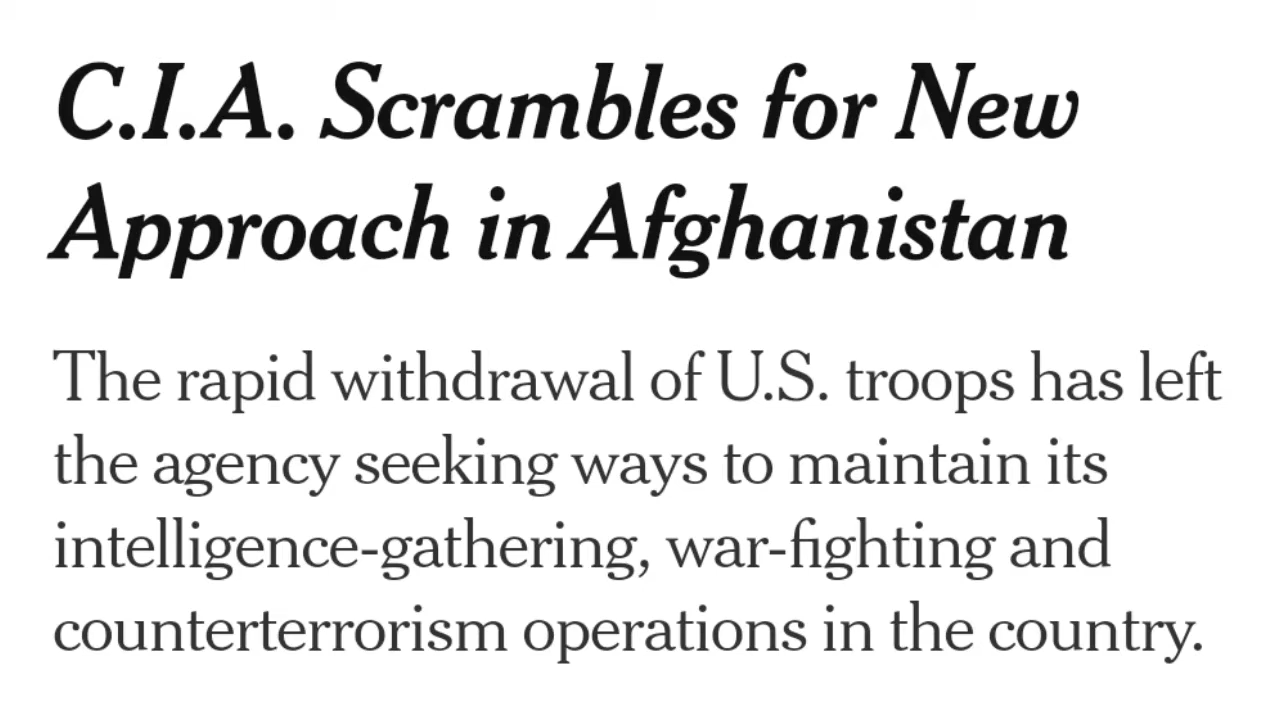 C.I.A. Scrambles for New
Approach in Afghanistan
The rapid withdrawal of U.S. troops has left
the agency seeking ways to maintain its
intelligence-gathering, war-fighting and
counterterrorism operations in the country.